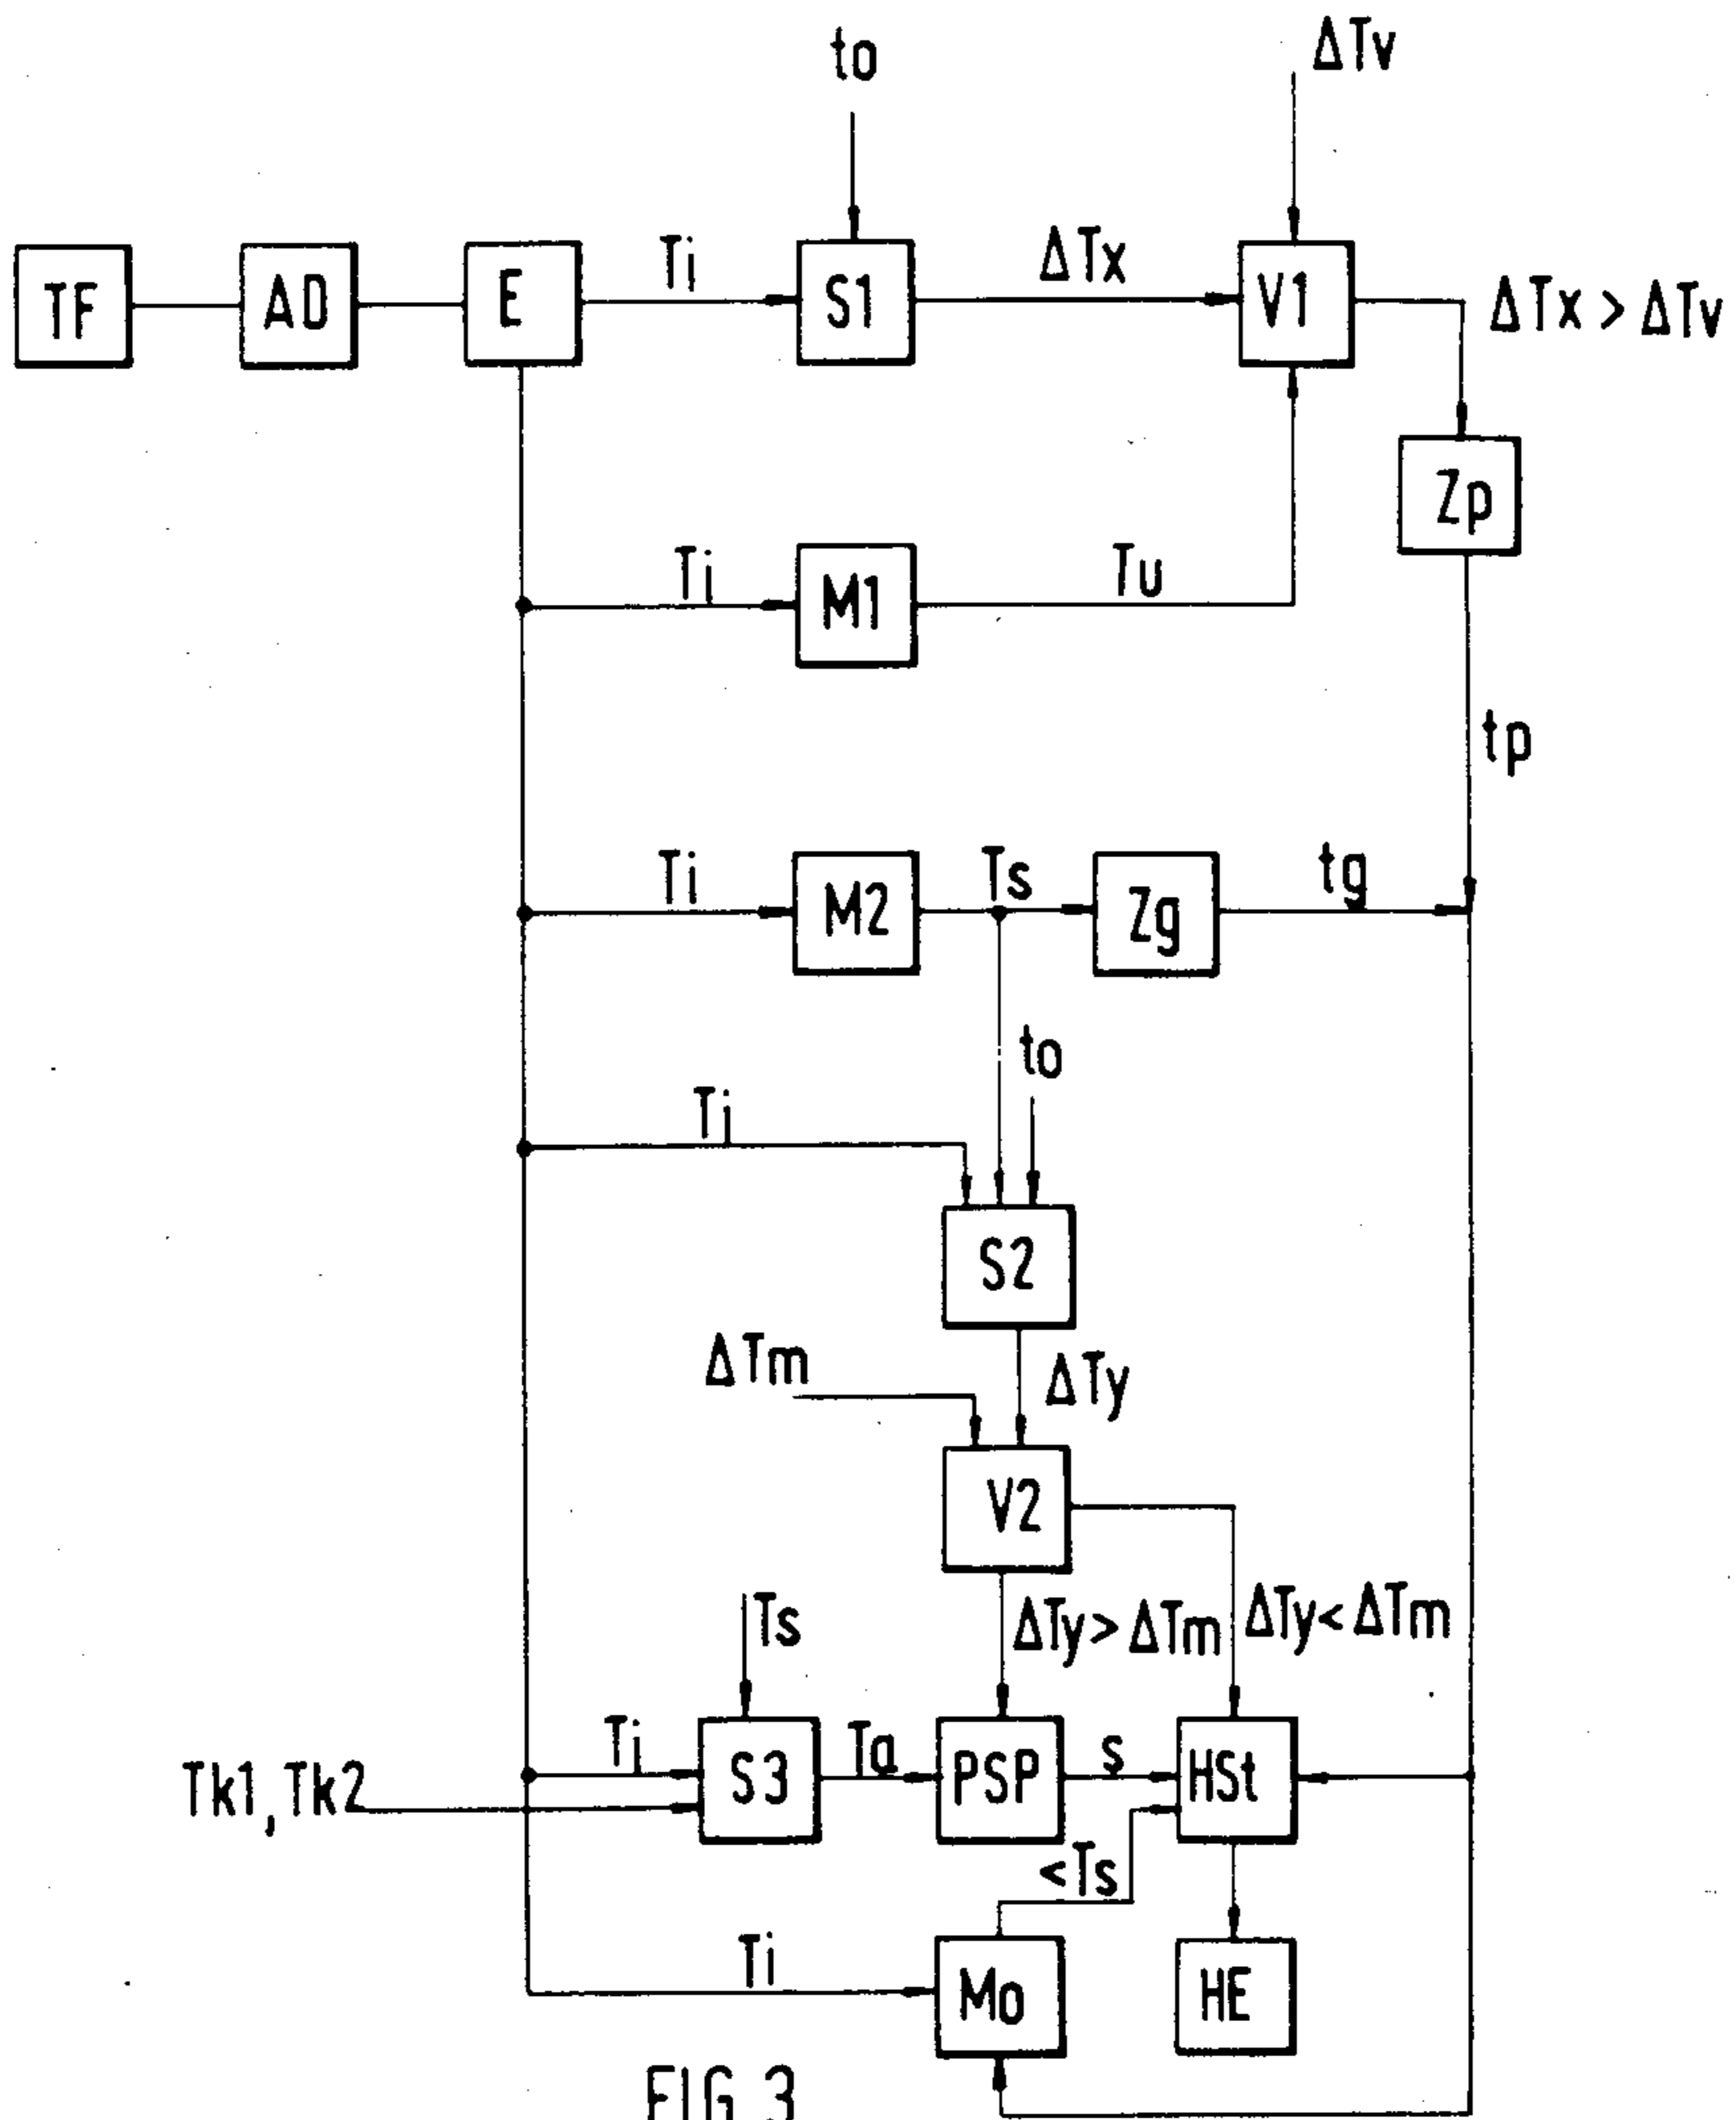 to
ΔTv
TF
AD
E
Ti
S1
ΔTx
V1
ΔTx > ΔTv
Zp
Ti
M1
Tu
tp
Ti
M2
Ts
Zg
tg
to
Ti
S2
ΔTm
ΔTy
V2
Ts
ΔTy > ΔTm
ΔTy < ΔTm
Ti
S3
Ta
PSP
s
HSt
Tk1, Tk2
<Ts
Ti
Mo
HE
FIG. 3